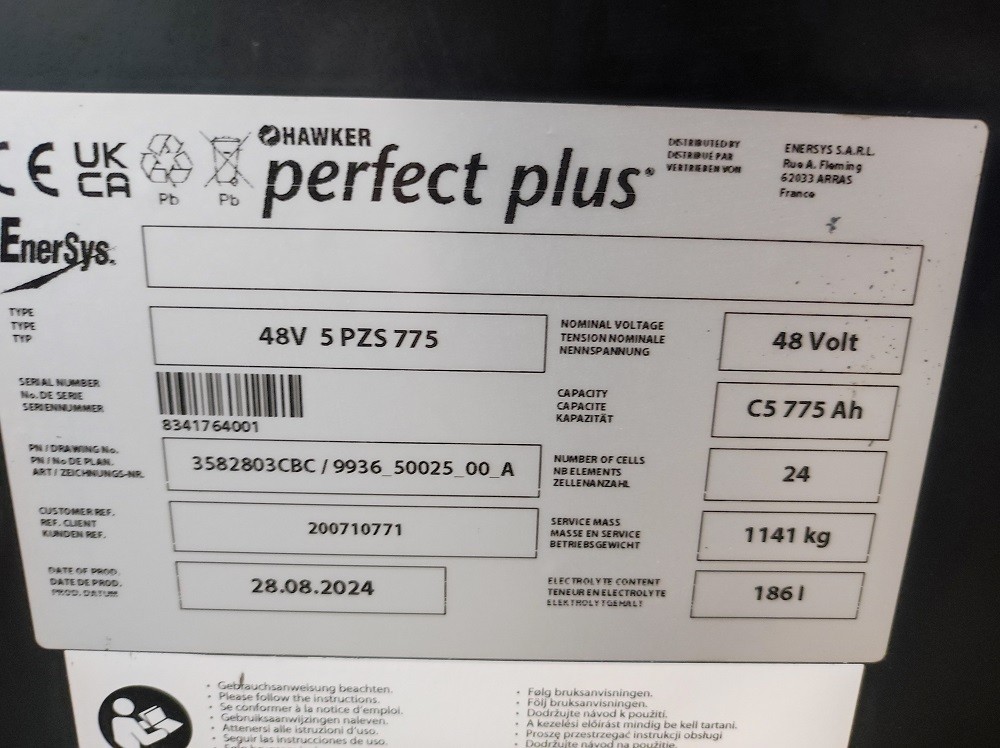 CE UK CA
Pb Pb
HAWKER
perfect plus®
DISTRIBUTED BY
DISTRIBUE PAR
VERTRIEBEN VON
ENERSYS S.A.R.L.
Rue A. Fleming
62033 ARRAS
France
EnerSys.
TYPE
TYPE
TYP
48V 5 PZS 775
NOMINAL VOLTAGE
TENSION NOMINALE
NENNSPANNUNG
48 Volt
SERIAL NUMBER
No. DE SERIE
SERIENNUMMER
8341764001
CAPACITY
CAPACITE
KAPAZITÄT
C5 775 Ah
PN / DRAWING No.
PN / No DE PLAN.
ART / ZEICHNUNGS-NR.
3582803CBC / 9936_50025_00_A
NUMBER OF CELLS
NB ELEMENTS
ZELLENANZAHL
24
CUSTOMER REF.
REF. CLIENT
KUNDEN REF.
200710771
SERVICE MASS
MASSE EN SERVICE
BETRIEBSGEWICHT
1141 kg
DATE OF PROD.
DATE DE PROD.
PROD. DATUM
28.08.2024
ELECTROLYTE CONTENT
TENEUR EN ELECTROLYTE
ELEKTROLYTGEHALT
186 l
• Gebrauchsanweisung beachten.
• Please follow the instructions.
• Se conformer à la notice d'emploi.
• Gebruiksaanwijzingen naleven.
• Attenersi alle istruzioni d'uso.
• Seguir las instrucciones de uso.
• Følg bruksanvisningen.
• Följ bruksanvisningen.
• Dodržujte návod k použití.
• A kezelési előírást mindig be kell tartani.
• Proszę przestrzegać instrukcji obsługi
• Dodržujte návod na použitie.